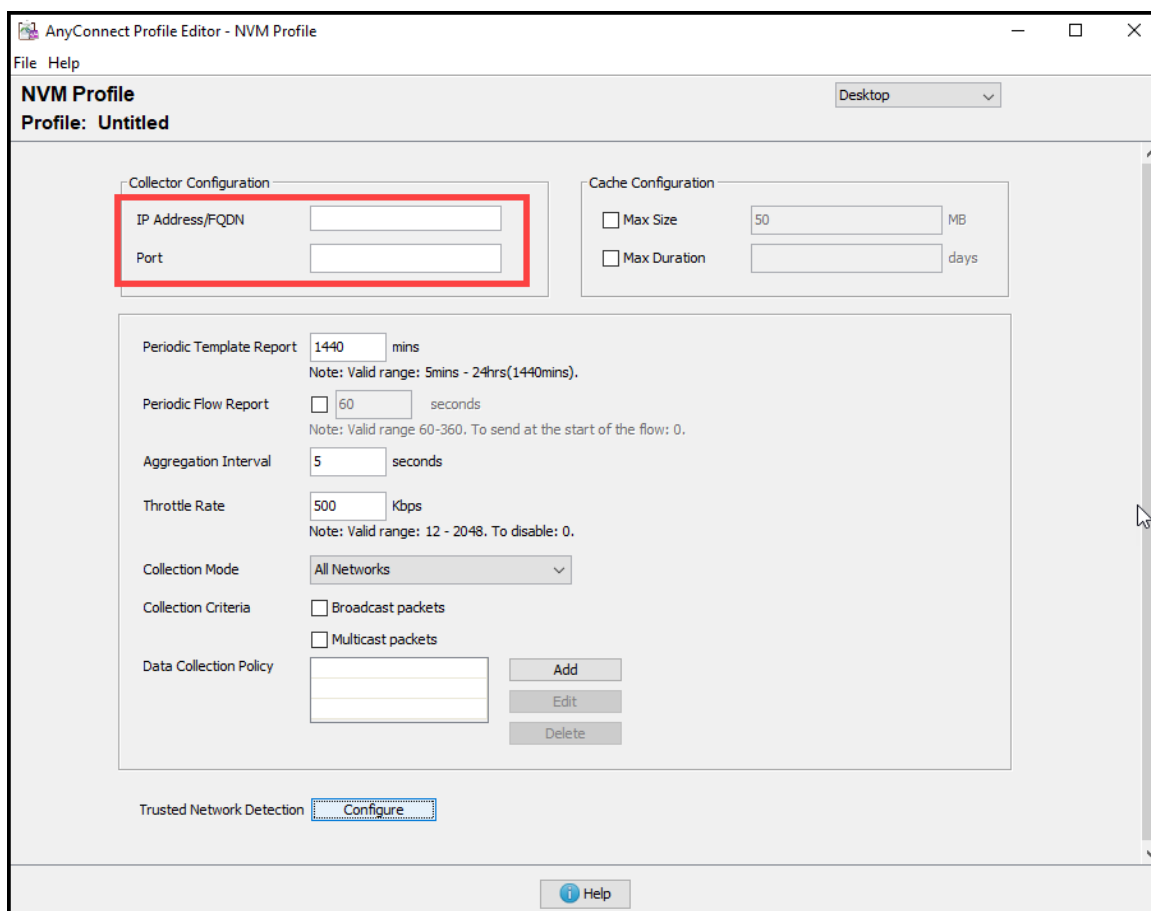 AnyConnect Profile Editor - NVM Profile
File Help
NVM Profile
Desktop
Profile: Untitled
Collector Configuration
IP Address/FQDN
Port
Cache Configuration
Max Size 50 MB
Max Duration days
Periodic Template Report 1440 mins
Note: Valid range: 5mins - 24hrs(1440mins).
Periodic Flow Report 60 seconds
Note: Valid range 60-360. To send at the start of the flow: 0.
Aggregation Interval 5 seconds
Throttle Rate 500 Kbps
Note: Valid range: 12 - 2048. To disable: 0.
Collection Mode All Networks
Collection Criteria Broadcast packets
Multicast packets
Data Collection Policy Add
Edit
Delete
Trusted Network Detection Configure
Help